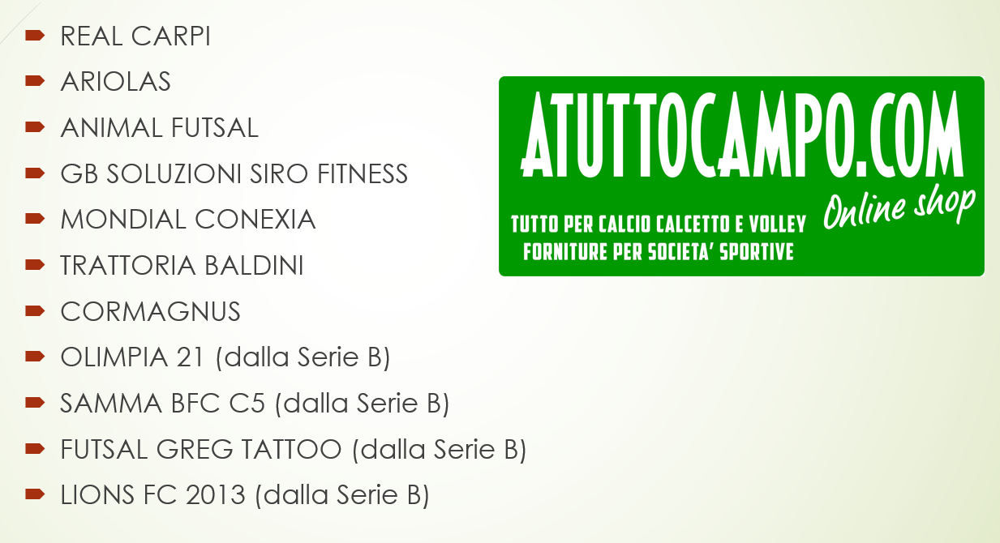 REAL CARPI
ARIOLAS
ANIMAL FUTSAL
GB SOLUZIONI SIRO FITNESS
MONDIAL CONEXIA
TRATTORIA BALDINI
CORMAGNUS
OLIMPIA 21 (dalla Serie B)
SAMMA BFC C5 (dalla Serie B)
FUTSAL GREG TATTOO (dalla Serie B)
LIONS FC 2013 (dalla Serie B)
ATUTTOCAMPO.COM
Online shop
TUTTO PER CALCIO CALCETTO E VOLLEY
FORNITURE PER SOCIETA' SPORTIVE